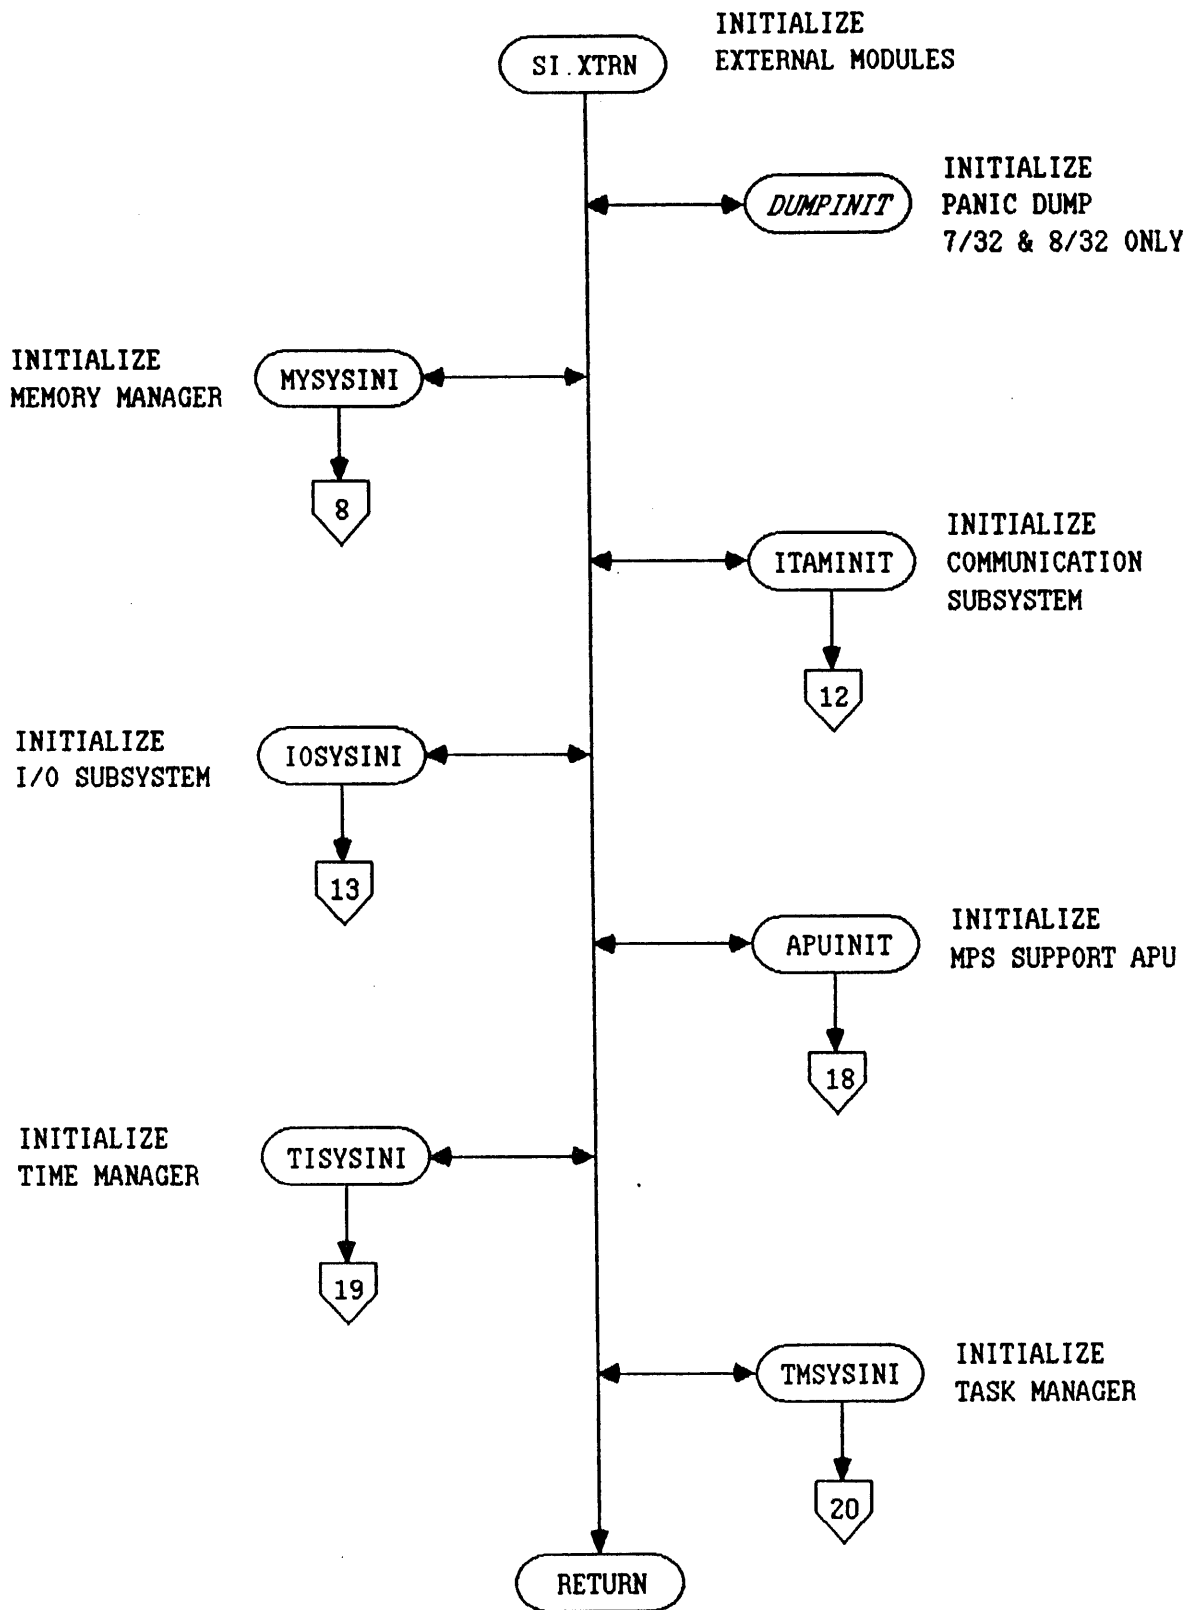 INITIALIZE
EXTERNAL MODULES
SI.XTRN
INITIALIZE
PANIC DUMP
7/32 & 8/32 ONLY
DUMPINIT
INITIALIZE
MEMORY MANAGER
MYSYSINI
8
INITIALIZE
COMMUNICATION
SUBSYSTEM
ITAMINIT
12
INITIALIZE
I/O SUBSYSTEM
IOSYSINI
13
INITIALIZE
MPS SUPPORT APU
APUINIT
18
INITIALIZE
TIME MANAGER
TISYSINI
19
INITIALIZE
TASK MANAGER
TMSYSINI
20
RETURN